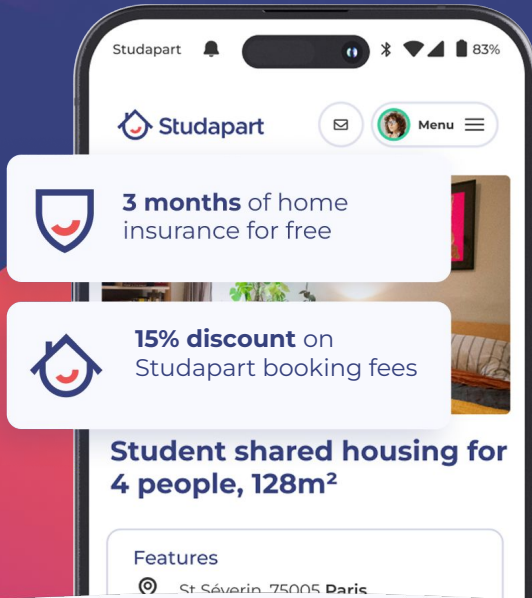 Studapart
83%
Studapart
Menu
3 months of home
insurance for free
15% discount on
Studapart booking fees
Student shared housing for
4 people, 128m²
Features
St Séverin, 75005 Paris